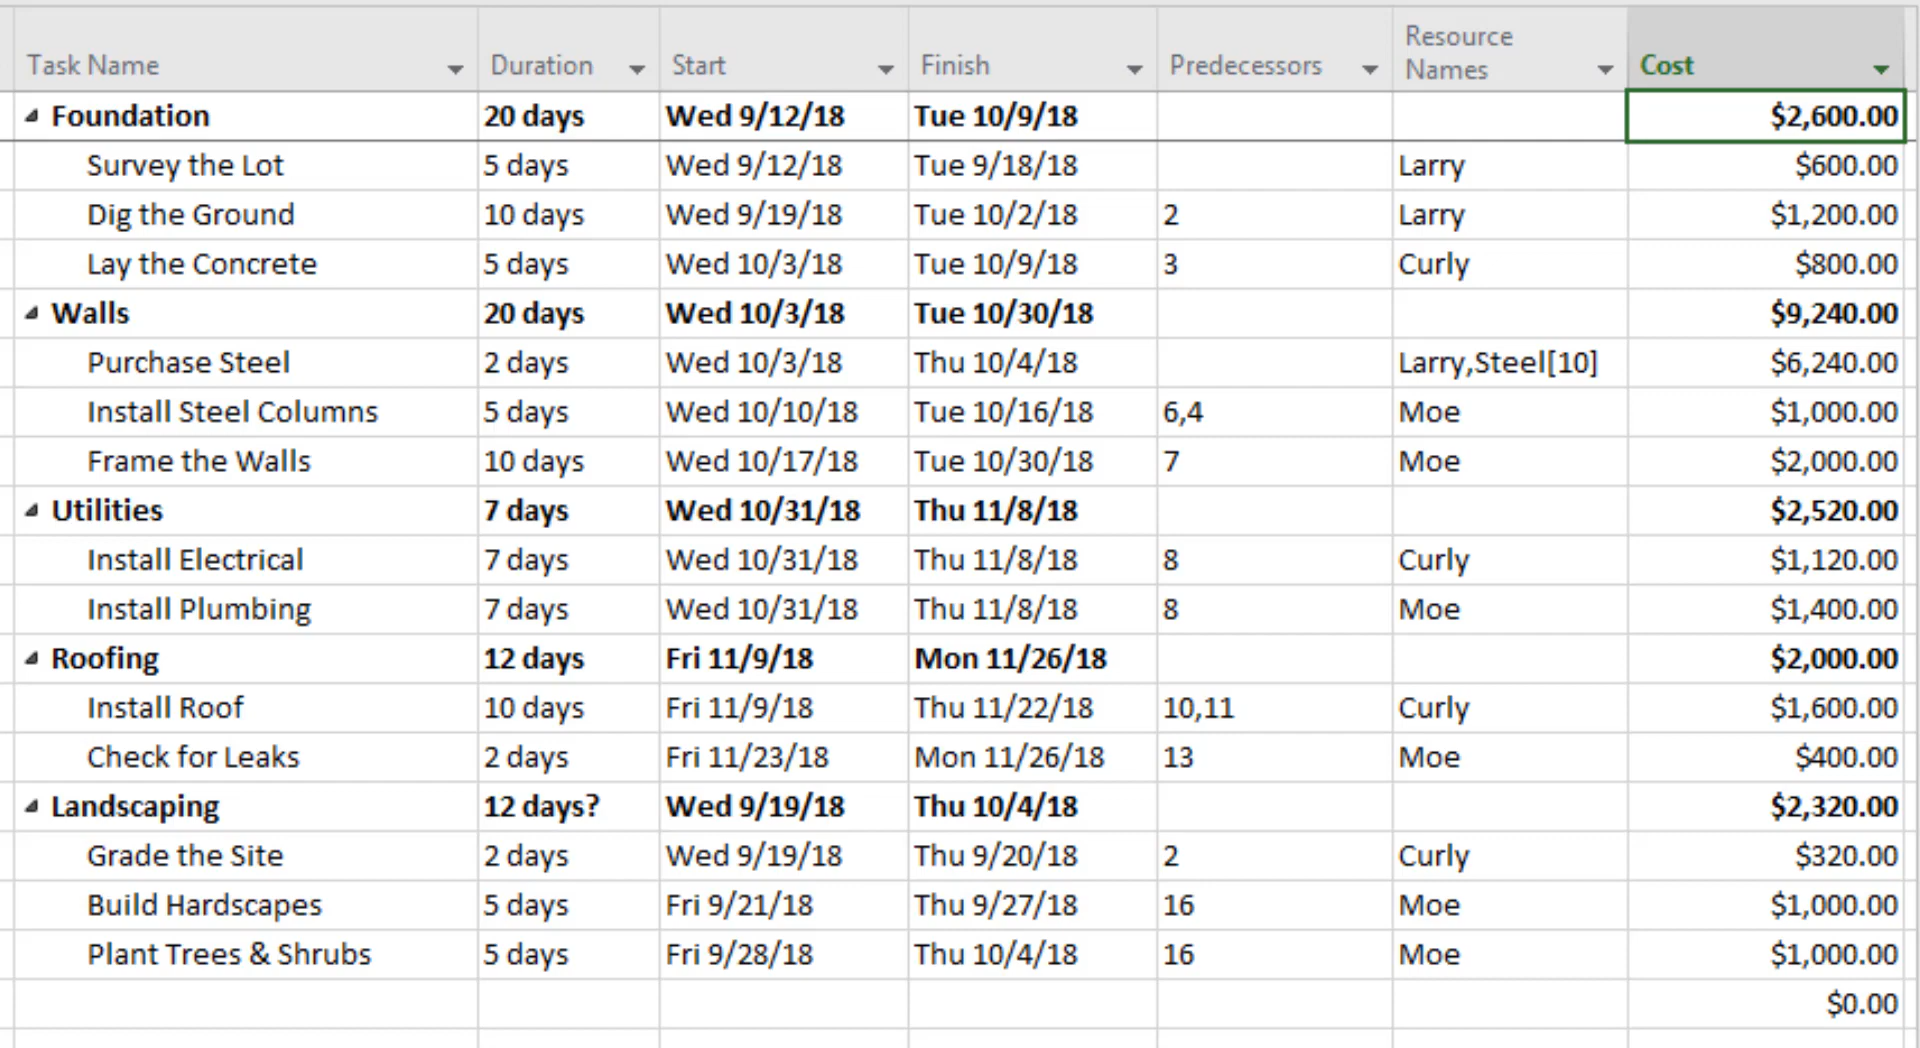 Task Name Duration Start Finish Predecessors Resource Names Cost
Foundation 20 days Wed 9/12/18 Tue 10/9/18 $2,600.00
Survey the Lot 5 days Wed 9/12/18 Tue 9/18/18 Larry $600.00
Dig the Ground 10 days Wed 9/19/18 Tue 10/2/18 2 Larry $1,200.00
Lay the Concrete 5 days Wed 10/3/18 Tue 10/9/18 3 Curly $800.00
Walls 20 days Wed 10/3/18 Tue 10/30/18 $9,240.00
Purchase Steel 2 days Wed 10/3/18 Thu 10/4/18 Larry,Steel[10] $6,240.00
Install Steel Columns 5 days Wed 10/10/18 Tue 10/16/18 6,4 Moe $1,000.00
Frame the Walls 10 days Wed 10/17/18 Tue 10/30/18 7 Moe $2,000.00
Utilities 7 days Wed 10/31/18 Thu 11/8/18 $2,520.00
Install Electrical 7 days Wed 10/31/18 Thu 11/8/18 8 Curly $1,120.00
Install Plumbing 7 days Wed 10/31/18 Thu 11/8/18 8 Moe $1,400.00
Roofing 12 days Fri 11/9/18 Mon 11/26/18 $2,000.00
Install Roof 10 days Fri 11/9/18 Thu 11/22/18 10,11 Curly $1,600.00
Check for Leaks 2 days Fri 11/23/18 Mon 11/26/18 13 Moe $400.00
Landscaping 12 days? Wed 9/19/18 Thu 10/4/18 $2,320.00
Grade the Site 2 days Wed 9/19/18 Thu 9/20/18 2 Curly $320.00
Build Hardscapes 5 days Fri 9/21/18 Thu 9/27/18 16 Moe $1,000.00
Plant Trees & Shrubs 5 days Fri 9/28/18 Thu 10/4/18 16 Moe $1,000.00
$0.00